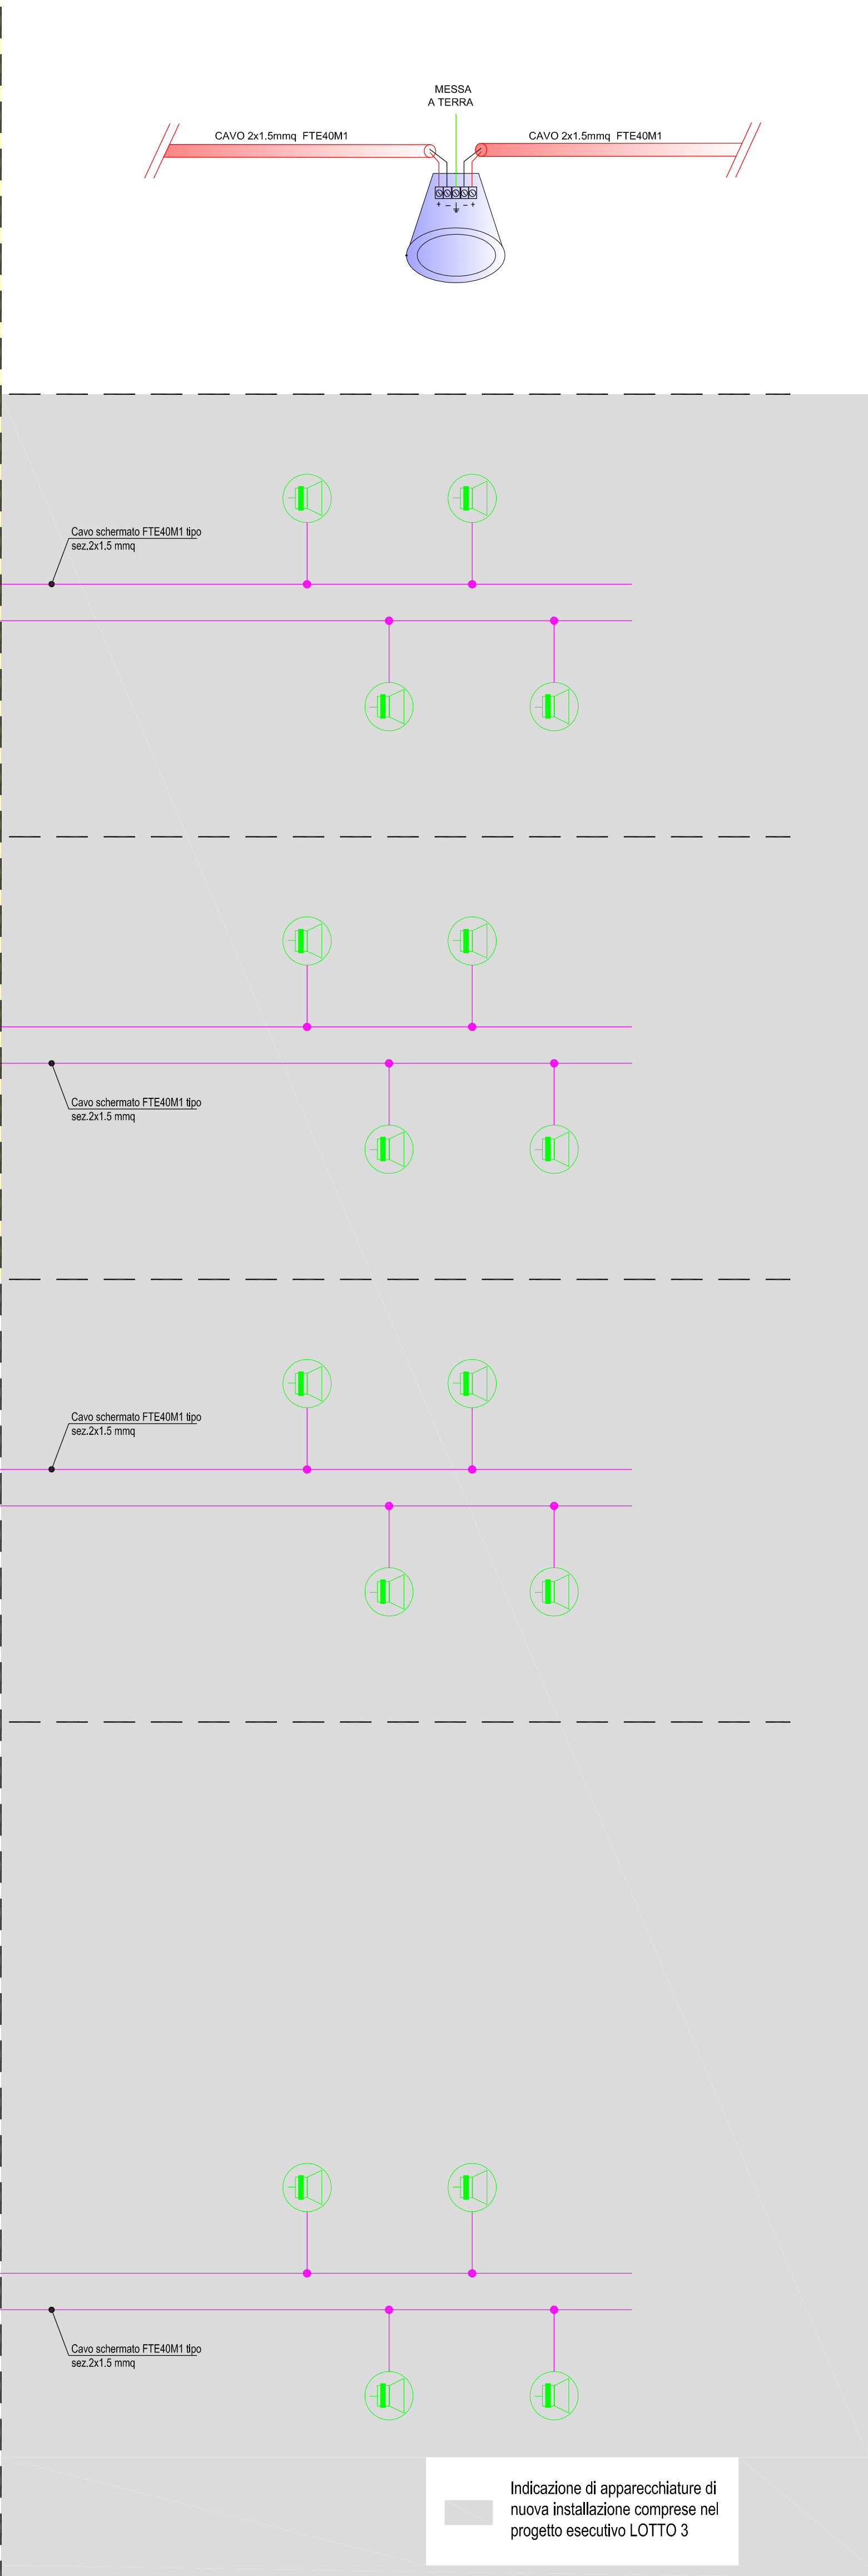 MESSA
A TERRA
CAVO 2x1.5mmq FTE40M1
CAVO 2x1.5mmq FTE40M1
+ − − +
Cavo schermato FTE40M1 tipo
sez.2x1.5 mmq
Cavo schermato FTE40M1 tipo
sez.2x1.5 mmq
Cavo schermato FTE40M1 tipo
sez.2x1.5 mmq
Cavo schermato FTE40M1 tipo
sez.2x1.5 mmq
Indicazione di apparecchiature di
nuova installazione comprese nel
progetto esecutivo LOTTO 3